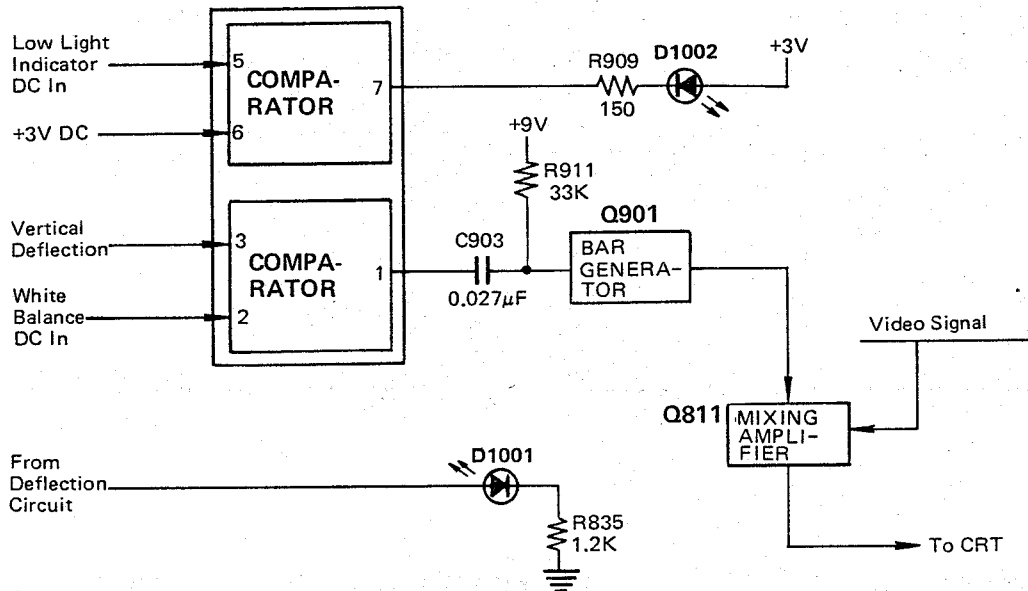 Low Light
Indicator
DC In
5
COMPA-
RATOR
7
+3V DC
6
R909
150
D1002
+3V
+9V
R911
33K
Vertical
Deflection
3
COMPA-
RATOR
1
White
Balance
DC In
2
C903
0.027µF
Q901
BAR
GENERA-
TOR
Video Signal
Q811
MIXING
AMPLI-
FIER
From
Deflection
Circuit
D1001
R835
1.2K
To CRT